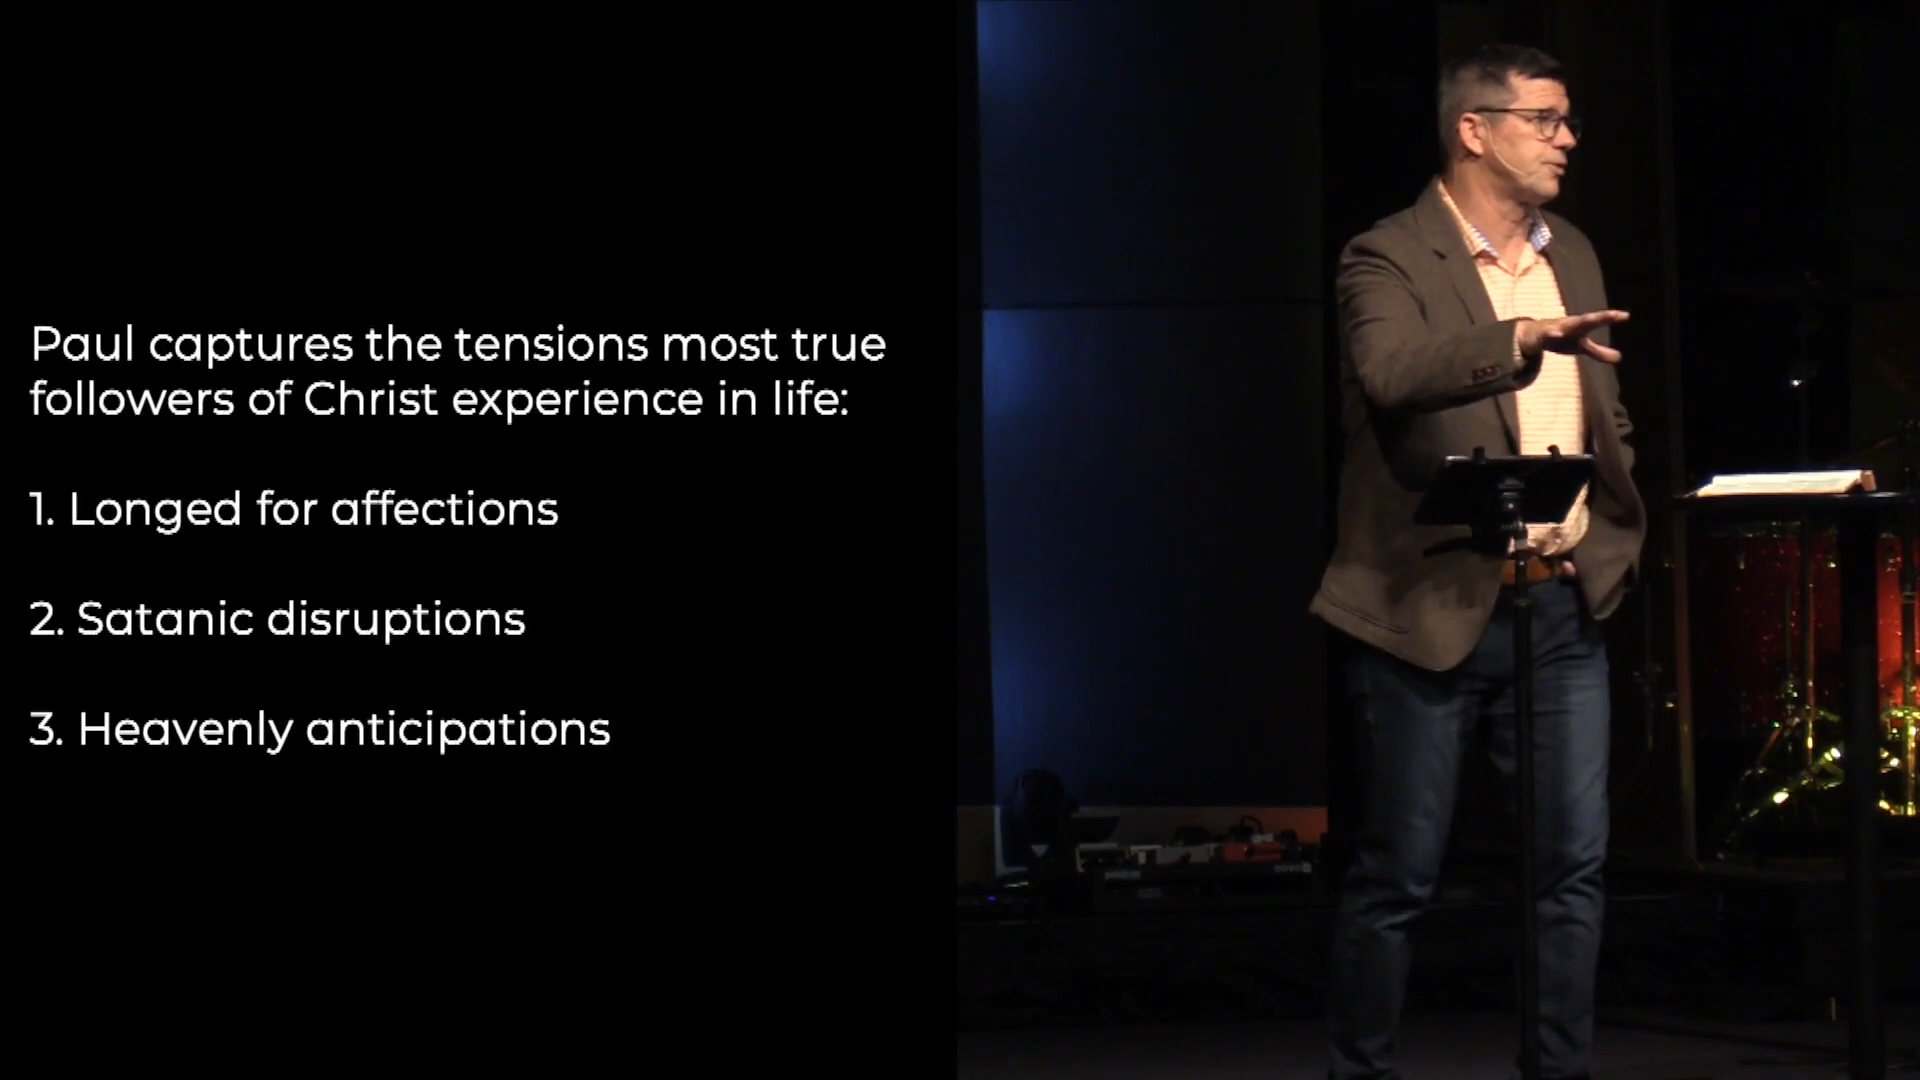 Paul captures the tensions most true
followers of Christ experience in life:
1. Longed for affections
2. Satanic disruptions
3. Heavenly anticipations